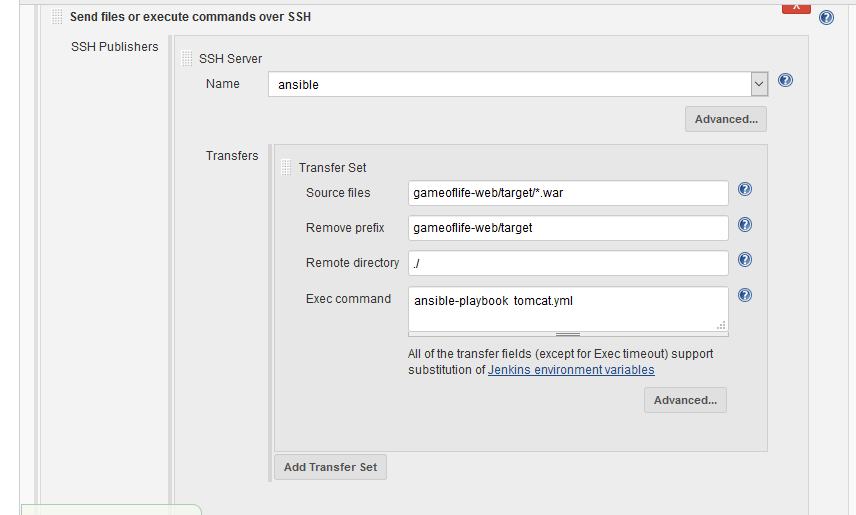 Send files or execute commands over SSH
X
SSH Publishers
SSH Server
Name
ansible
Advanced...
Transfers
Transfer Set
Source files
gameoflife-web/target/*.war
Remove prefix
gameoflife-web/target
Remote directory
./
Exec command
ansible-playbook tomcat.yml
All of the transfer fields (except for Exec timeout) support
substitution of Jenkins environment variables
Advanced...
Add Transfer Set